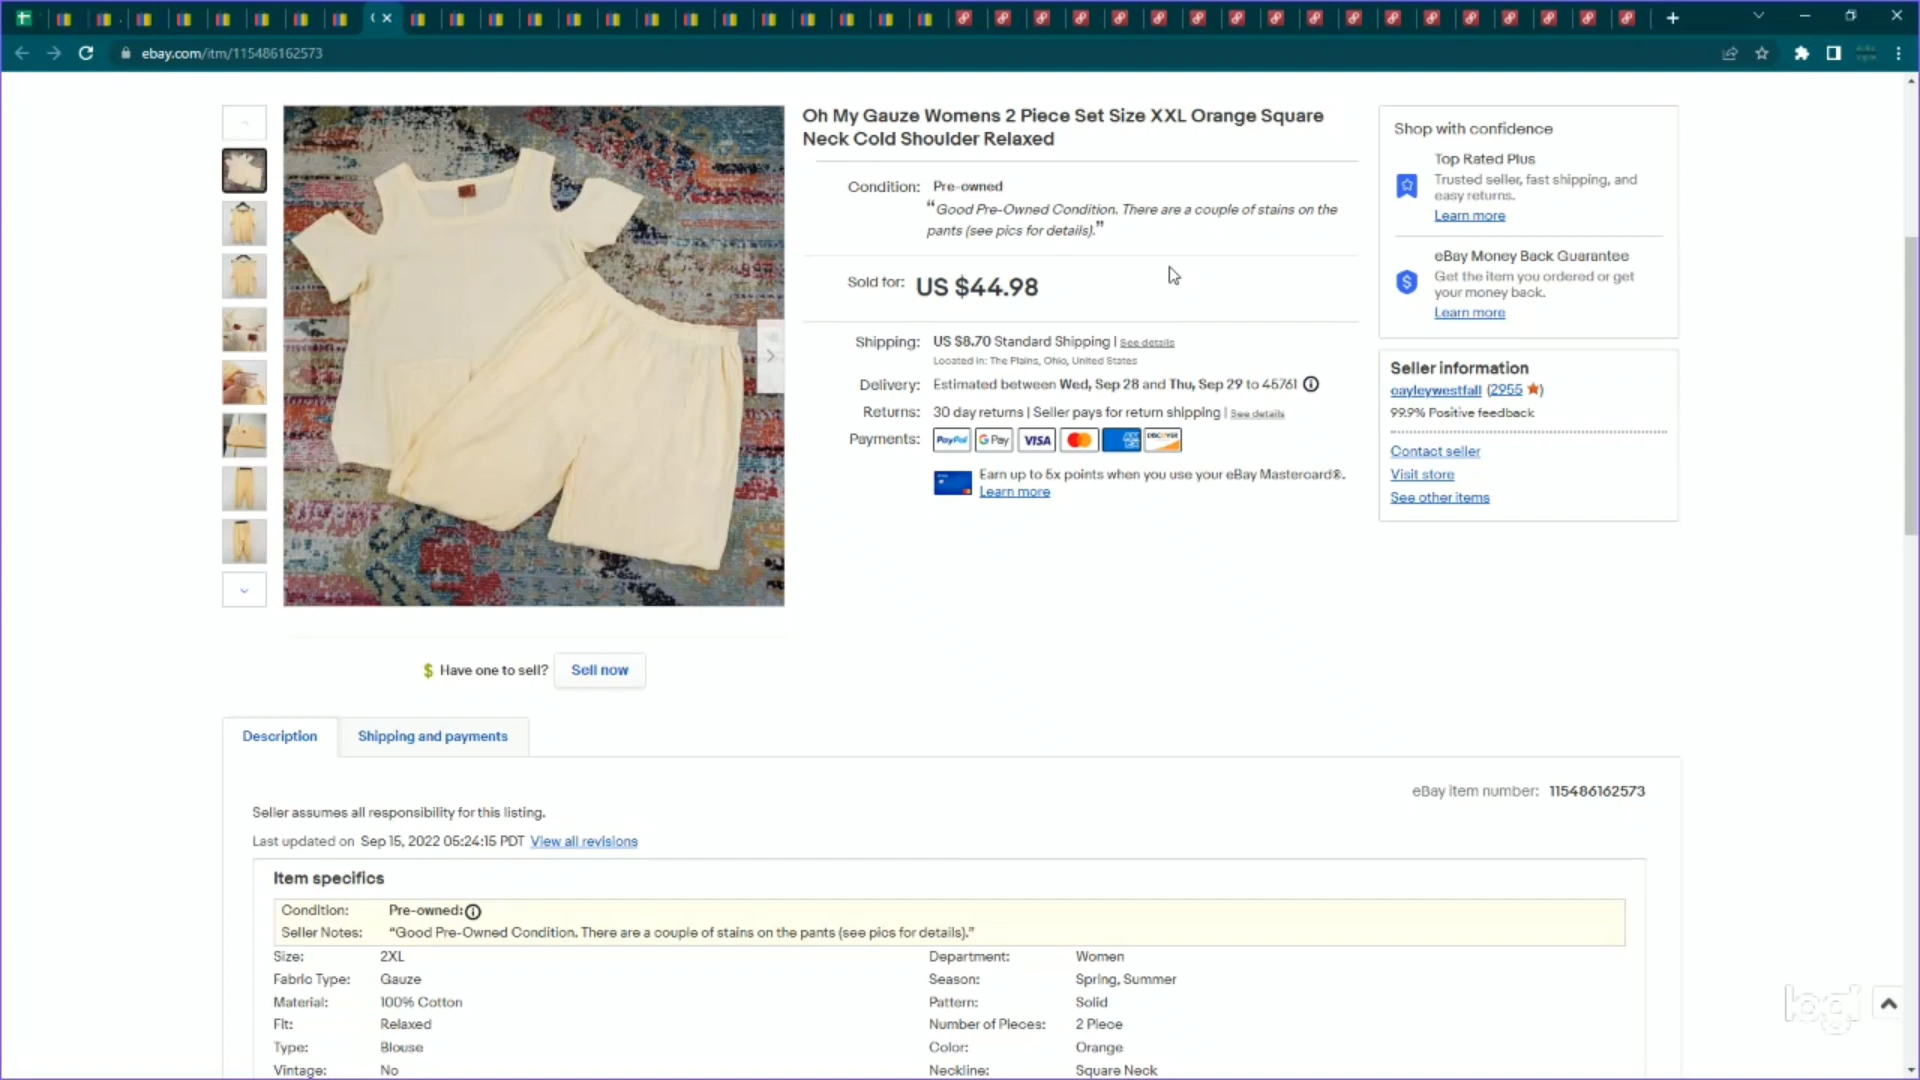 ebay.com/itm/115486162573
Oh My Gauze Womens 2 Piece Set Size XXL Orange Square
Neck Cold Shoulder Relaxed
Condition: Pre-owned
“Good Pre-Owned Condition. There are a couple of stains on the
pants (see pics for details).”
Sold for: US $44.98
Shipping: US $8.70 Standard Shipping | See details
Located in: The Plains, Ohio, United States
Delivery: Estimated between Wed, Sep 28 and Thu, Sep 29 to 45761
Returns: 30 day returns | Seller pays for return shipping | See details
Payments: PayPal G Pay VISA DISCOVER
Earn up to 5x points when you use your eBay Mastercard®.
Learn more
Shop with confidence
Top Rated Plus
Trusted seller, fast shipping, and
easy returns.
Learn more
eBay Money Back Guarantee
Get the item you ordered or get
your money back.
Learn more
Seller information
cayleywestfall (2955)
99.9% Positive feedback
Contact seller
Visit store
See other items
$ Have one to sell? Sell now
Description Shipping and payments
eBay item number: 115486162573
Seller assumes all responsibility for this listing.
Last updated on Sep 15, 2022 05:24:15 PDT View all revisions
Item specifics
Condition: Pre-owned:
Seller Notes: “Good Pre-Owned Condition. There are a couple of stains on the pants (see pics for details).”
Size: 2XL Department: Women
Fabric Type: Gauze Season: Spring, Summer
Material: 100% Cotton Pattern: Solid
Fit: Relaxed Number of Pieces: 2 Piece
Type: Blouse Color: Orange
Vintage: No Neckline: Square Neck
logi